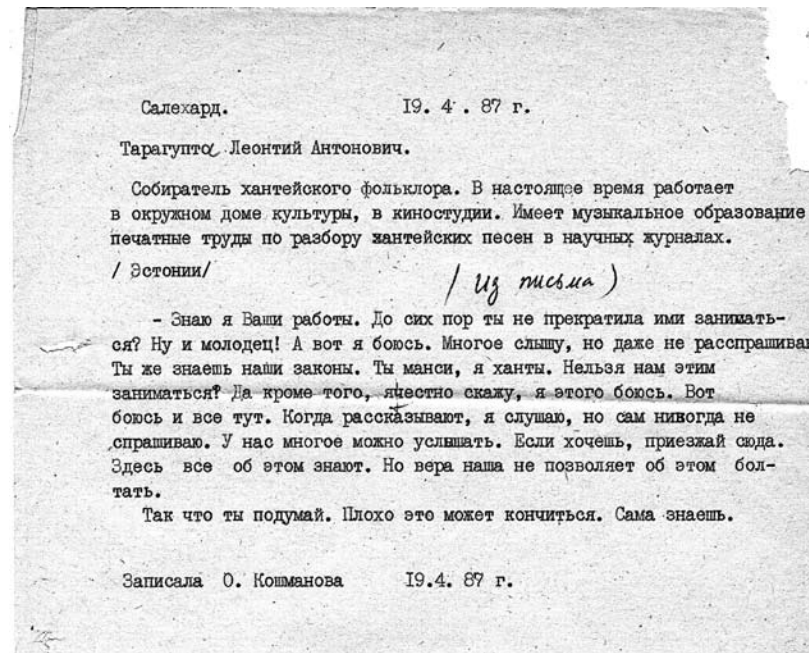 Салехард. 19. 4 . 87 г.
Тарагупта Леонтий Антонович.
Собиратель хантейского фольклора. В настоящее время работает
в окружном доме культуры, в киностудии. Имеет музыкальное образование
печатные труды по разбору хантейских песен в научных журналах.
/ Эстонии/
/ из письма )
- Знаю я Ваши работы. До сих пор ты не прекратила ими занимать-
ся? Ну и молодец! А вот я боюсь. Многое слышу, но даже не расспрашиваю
Ты же знаешь наши законы. Ты манси, я ханты. Нельзя нам этим
заниматься? Да кроме того, я честно скажу, я этого боюсь. Вот
боюсь и все тут. Когда рассказывают, я слушаю, но сам никогда не
спрашиваю. У нас многое можно услышать. Если хочешь, приезжай сюда.
Здесь все об этом знают. Но вера наша не позволяет об этом бол-
тать.
Так что ты подумай. Плохо это может кончиться. Сама знаешь.
Записала О. Кошманова 19.4. 87 г.